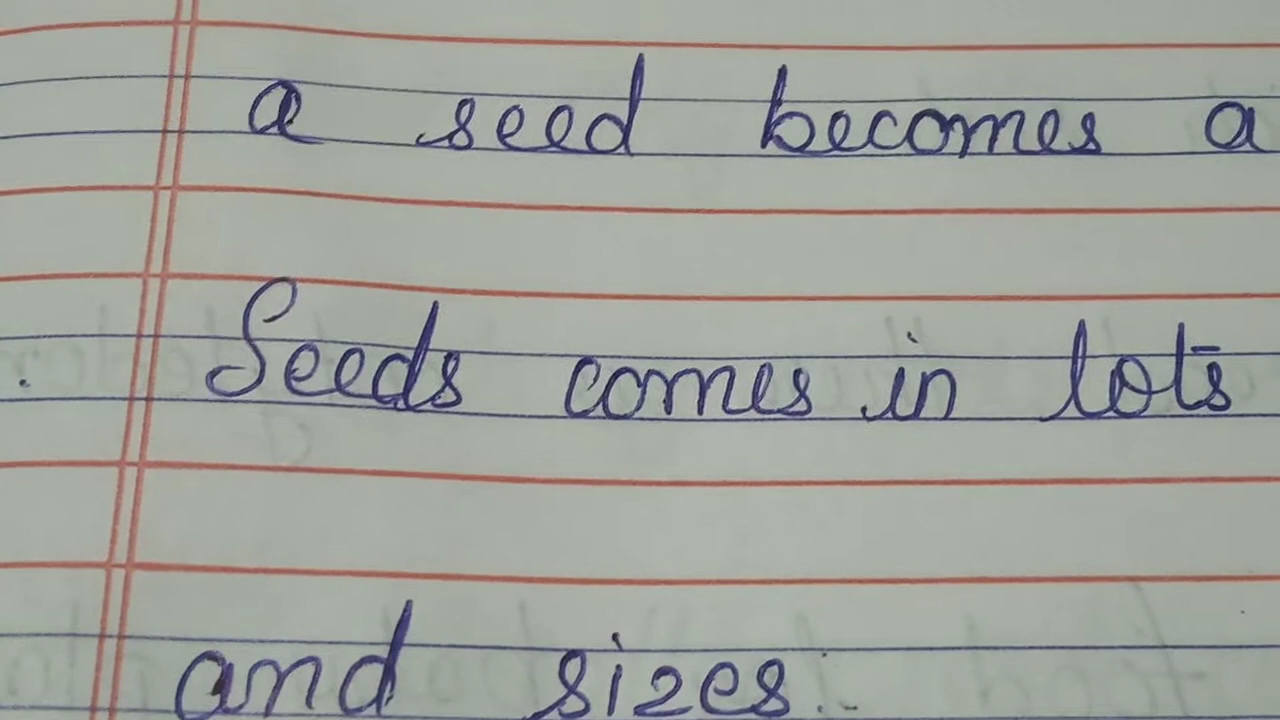 a seed becomes a
Seeds comes in lots
and sizes.